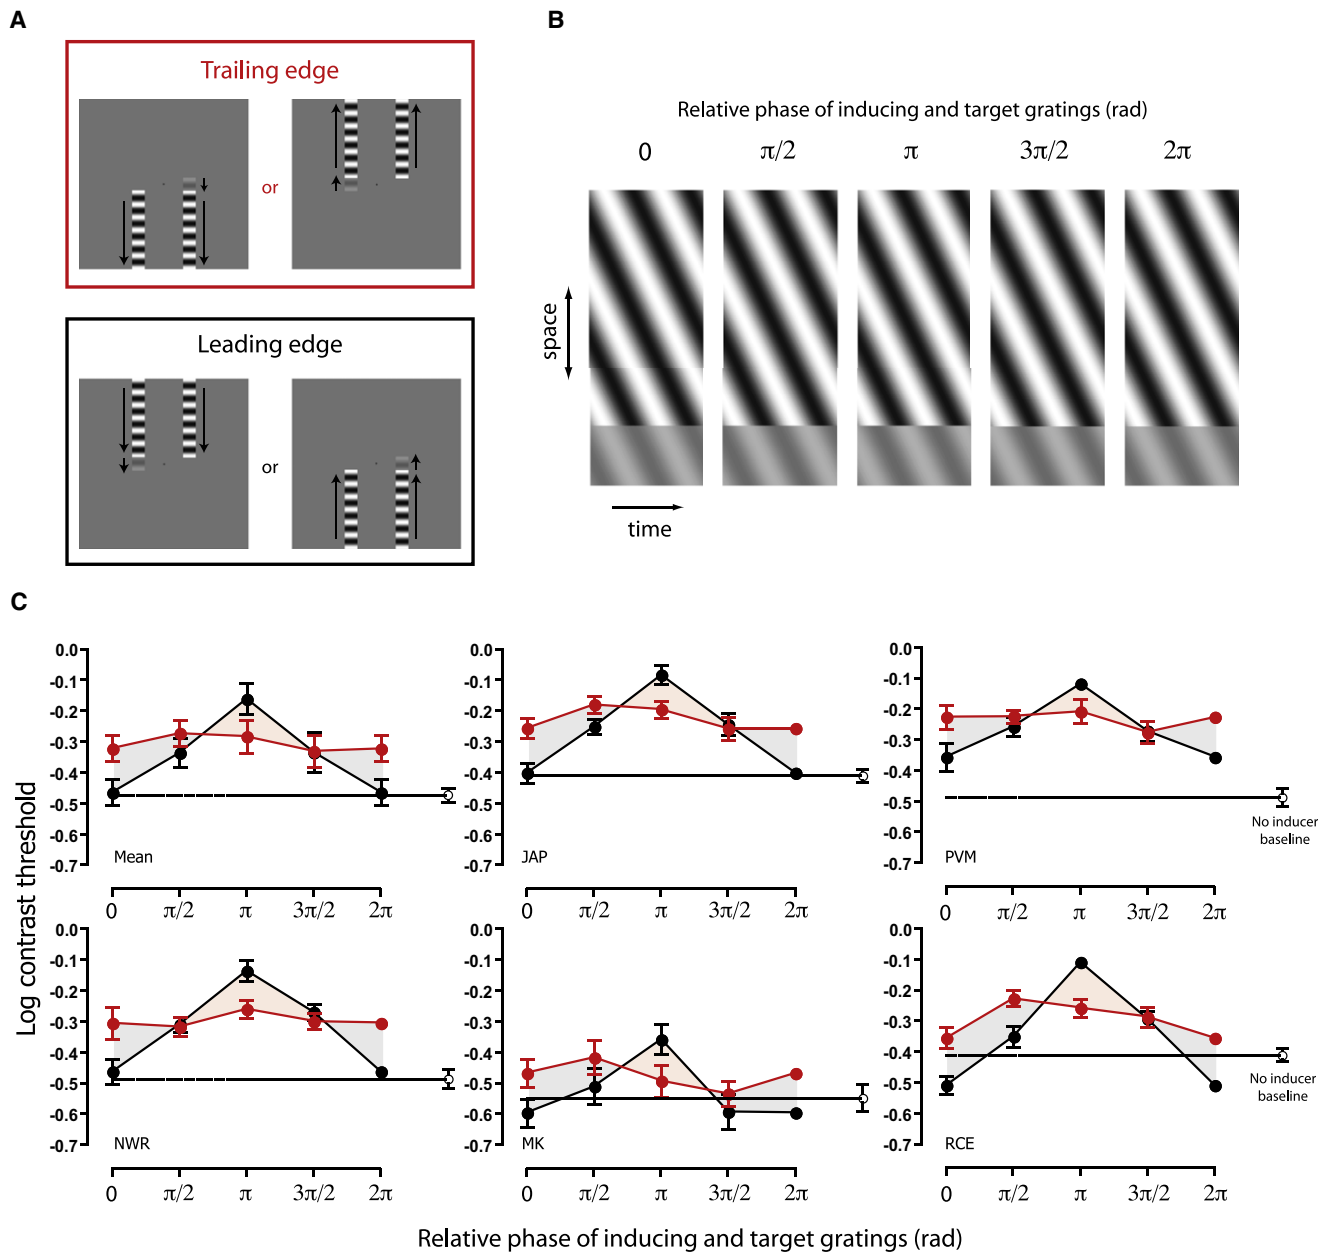 A
Trailing edge
or
Leading edge
or
B
Relative phase of inducing and target gratings (rad)
0 π/2 π 3π/2 2π
space
time
C
Log contrast threshold
0.0
-0.1
-0.2
-0.3
-0.4
-0.5
-0.6
-0.7
Mean
0 π/2 π 3π/2 2π
0.0
-0.1
-0.2
-0.3
-0.4
-0.5
-0.6
-0.7
JAP
0 π/2 π 3π/2 2π
0.0
-0.1
-0.2
-0.3
-0.4
-0.5
-0.6
-0.7
No inducer
baseline
PVM
0 π/2 π 3π/2 2π
0.0
-0.1
-0.2
-0.3
-0.4
-0.5
-0.6
-0.7
NWR
0 π/2 π 3π/2 2π
0.0
-0.1
-0.2
-0.3
-0.4
-0.5
-0.6
-0.7
MK
0 π/2 π 3π/2 2π
0.0
-0.1
-0.2
-0.3
-0.4
-0.5
-0.6
-0.7
No inducer
baseline
RCE
0 π/2 π 3π/2 2π
Relative phase of inducing and target gratings (rad)